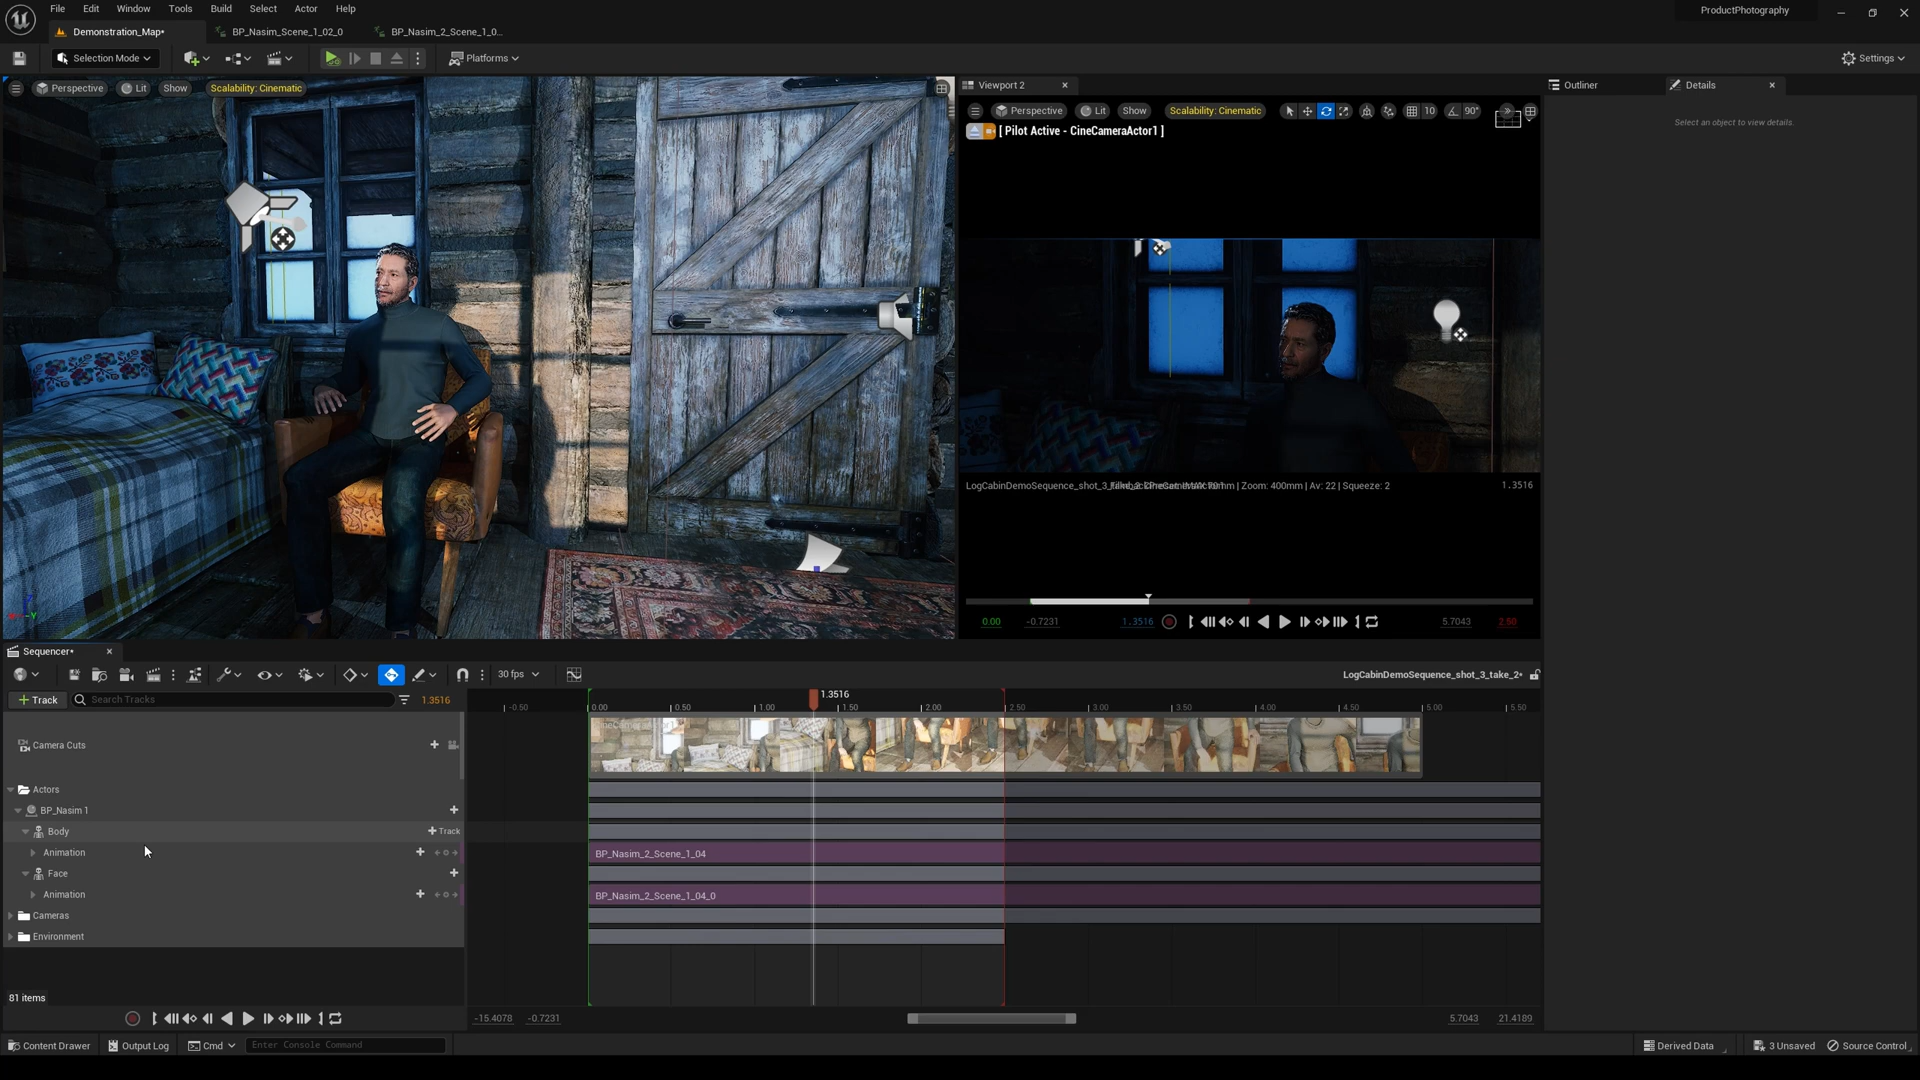 File Edit Window Tools Build Select Actor Help
ProductPhotography
Demonstration_Map•
BP_Nasim_Scene_1_02_0
BP_Nasim_2_Scene_1_0...
Selection Mode
Platforms
Settings
Perspective Lit Show Scalability: Cinematic
Viewport 2
Perspective Lit Show Scalability: Cinematic 10 90°
[ Pilot Active - CineCameraActor1 ]
Outliner
Details
Select an object to view details.
LogCabinDemoSequence_shot_3 | Zoom: 400mm | Av: 22 | Squeeze: 2
1.3516
0.00 -0.7231 1.3516 5.7043 2.50
Sequencer•
30 fps
LogCabinDemoSequence_shot_3_take_2•
Track
Search Tracks
1.3516
1.3516
-0.50 0.00 0.50 1.00 1.50 2.00 2.50 3.00 3.50 4.00 4.50 5.00 5.50
Camera Cuts
Actors
BP_Nasim 1
Body
Track
Animation
BP_Nasim_2_Scene_1_04
Face
Animation
BP_Nasim_2_Scene_1_04_0
Cameras
Environment
81 items
-15.4078 -0.7231 5.7043 21.4189
Content Drawer
Output Log
Cmd
Enter Console Command
Derived Data
3 Unsaved
Source Control